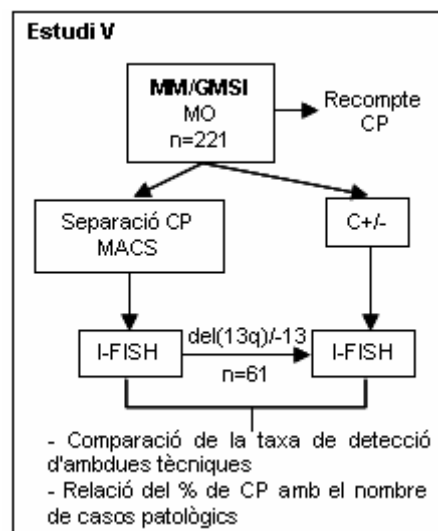 Estudi V
MM/GMSI
MO
n=221
Recompte
CP
Separació CP
MACS
C+/-
I-FISH
del(13q)/-13
n=61
I-FISH
- Comparació de la taxa de detecció
d'ambdues tècniques
- Relació del % de CP amb el nombre
de casos patològics